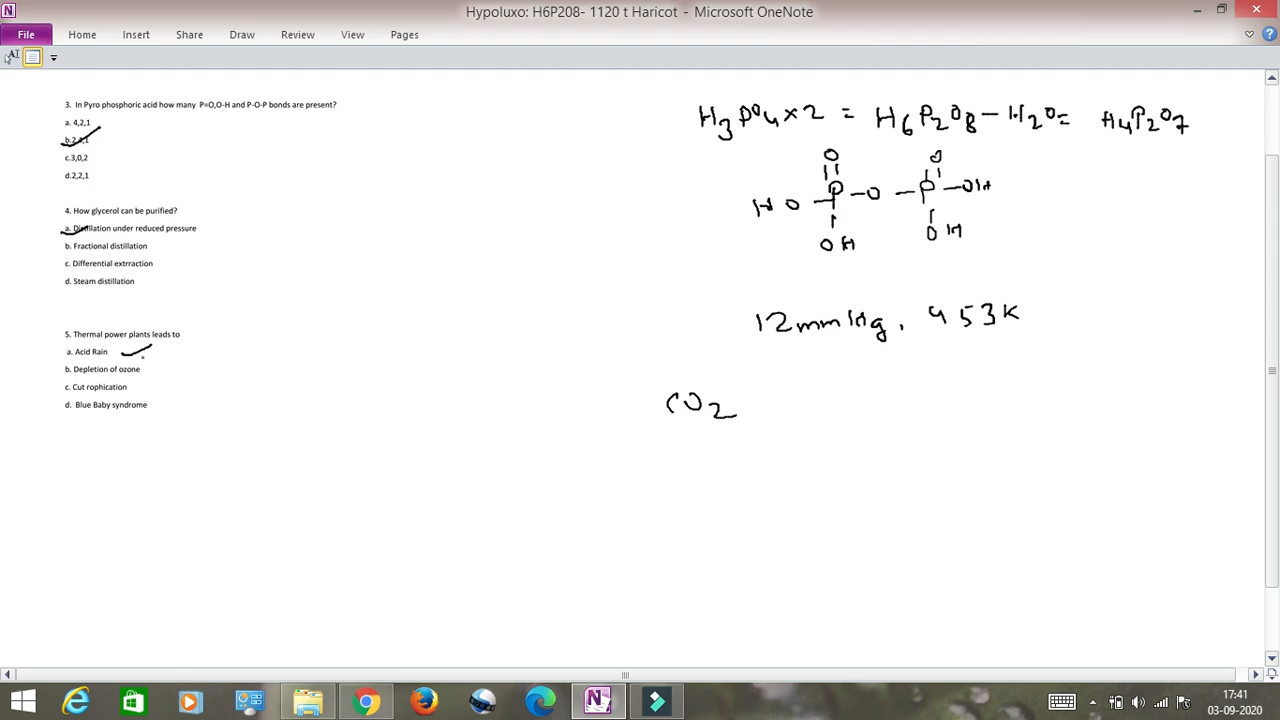 Hypoluxo: H6P208- 1120 t Haricot - Microsoft OneNote
File Home Insert Share Draw Review View Pages
3. In Pyro phosphoric acid how many P=O,O-H and P-O-P bonds are present?
a. 4,2,1
b.2,4,1
c.3,0,2
d.2,2,1
4. How glycerol can be purified?
a. Distillation under reduced pressure
b. Fractional distillation
c. Differential extrraction
d. Steam distillation
5. Thermal power plants leads to
a. Acid Rain
b. Depletion of ozone
c. Cut rophication
d. Blue Baby syndrome
H3PO4 x 2 = H6P2O8 - H2O = H4P2O7
O O
HO - P - O - P - OH
OH OH
12mmHg, 453K
CO2
17:41
03-09-2020